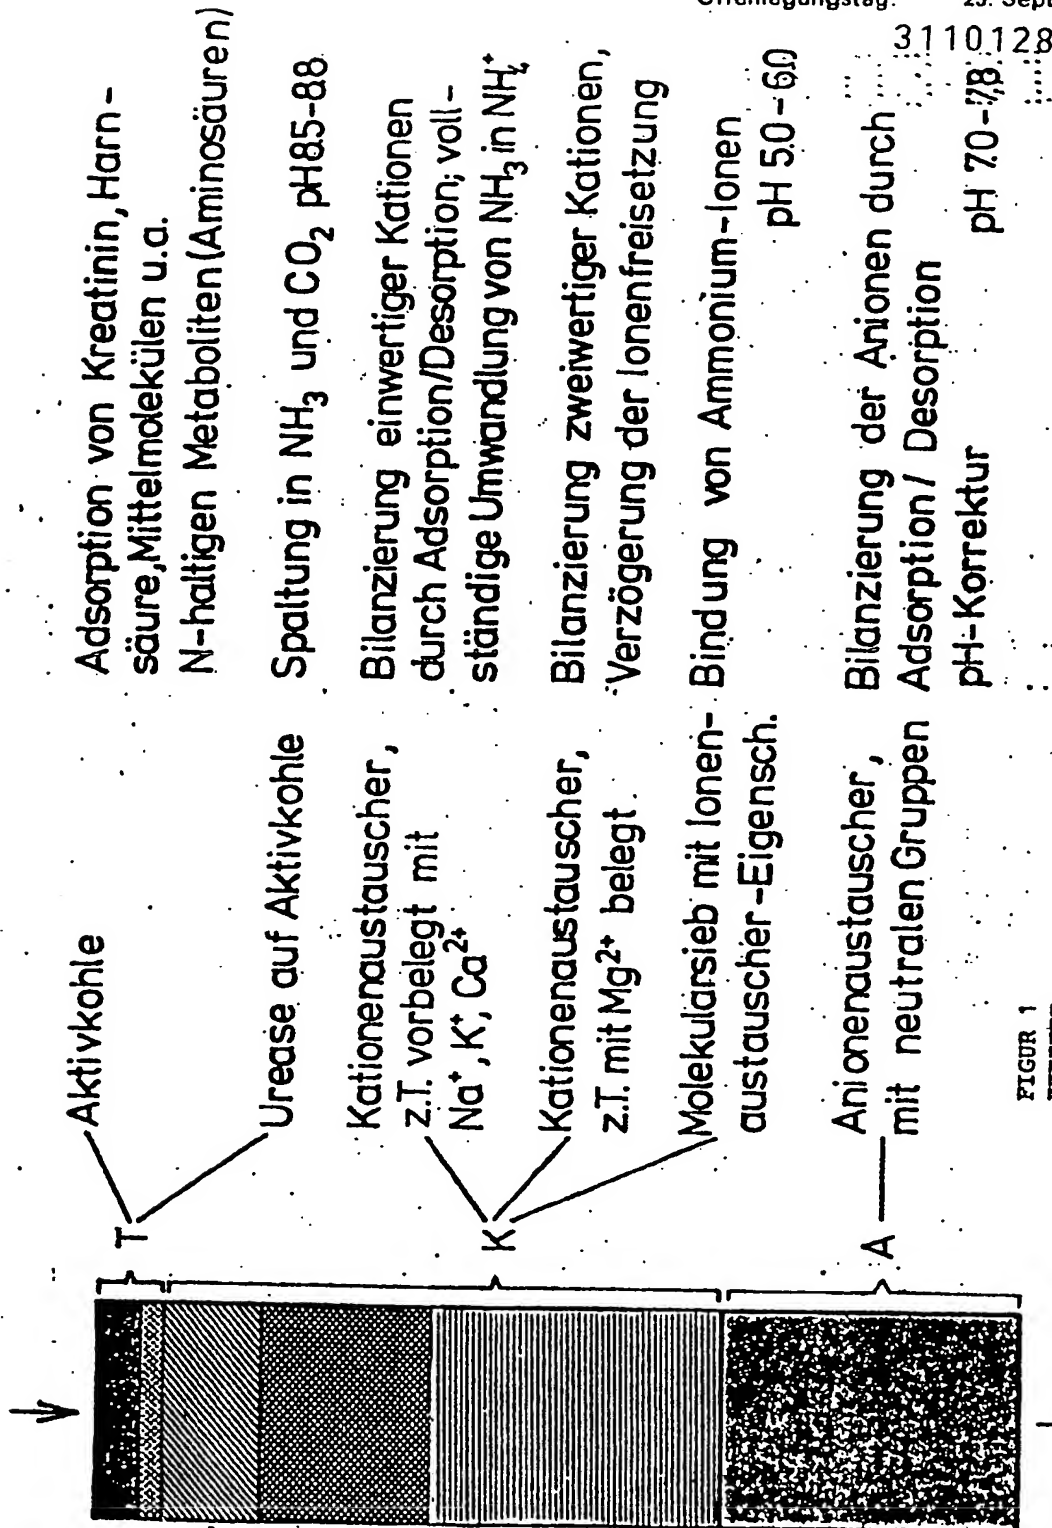 Offenlegungstag: 23. Sept
3110128
Aktivkohle
Adsorption von Kreatinin, Harn-
säure, Mittelmolekülen u.a.
N-haltigen Metaboliten (Aminosäuren)
T
Urease auf Aktivkohle
Spaltung in NH₃ und CO₂ pH 8.5-8.8
Kationenaustauscher,
z.T. vorbelegt mit
Na⁺, K⁺, Ca²⁺
Bilanzierung einwertiger Kationen
durch Adsorption/Desorption; voll-
ständige Umwandlung von NH₃ in NH₄⁺
K
Kationenaustauscher,
z.T. mit Mg²⁺ belegt
Bilanzierung zweiwertiger Kationen,
Verzögerung der Ionenfreisetzung
Molekularsieb mit Ionen-
austauscher-Eigensch.
Bindung von Ammonium-Ionen
pH 5.0-6.0
A
Anionenaustauscher,
mit neutralen Gruppen
Bilanzierung der Anionen durch
Adsorption / Desorption
pH-Korrektur pH 7.0-7.8
FIGUR 1